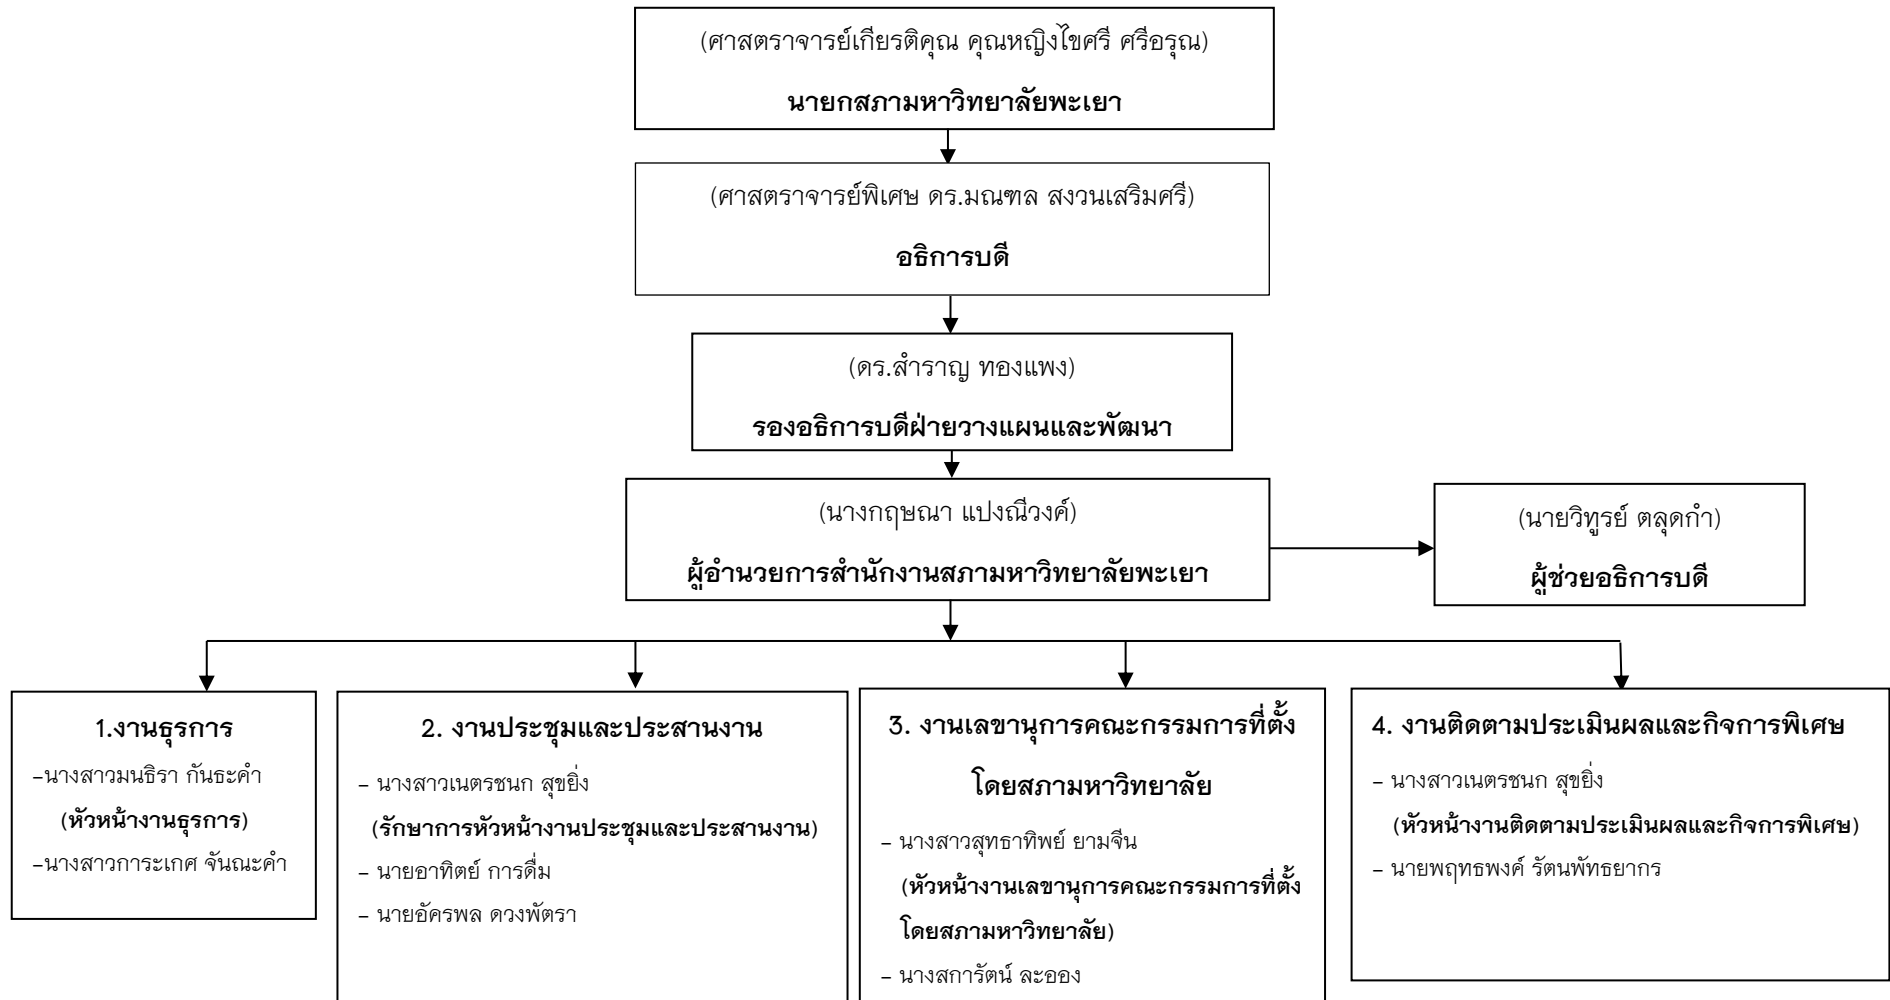 (ศาสตราจารย์เกียรติคุณ คุณหญิงไขศรี ศรีอรุณ)
นายกสภามหาวิทยาลัยพะเยา
(ศาสตราจารย์พิเศษ ดร.มณฑล สงวนเสริมศรี)
อธิการบดี
(ดร.สำราญ ทองแพง)
รองอธิการบดีฝ่ายวางแผนและพัฒนา
(นางกฤษณา แปงณีวงค์)
ผู้อำนวยการสำนักงานสภามหาวิทยาลัยพะเยา
(นายวิทูรย์ ตลุดกำ)
ผู้ช่วยอธิการบดี
1.งานธุรการ
-นางสาวมนธิรา กันธะคำ
(หัวหน้างานธุรการ)
-นางสาวการะเกศ จันณะคำ
2. งานประชุมและประสานงาน
- นางสาวเนตรชนก สุขยิ่ง
(รักษาการหัวหน้างานประชุมและประสานงาน)
- นายอาทิตย์ การดื่ม
- นายอัครพล ดวงพัตรา
3. งานเลขานุการคณะกรรมการที่ตั้ง
โดยสภามหาวิทยาลัย
- นางสาวสุทธาทิพย์ ยามจีน
(หัวหน้างานเลขานุการคณะกรรมการที่ตั้ง
โดยสภามหาวิทยาลัย)
- นางสการัตน์ ละออง
4. งานติดตามประเมินผลและกิจการพิเศษ
- นางสาวเนตรชนก สุขยิ่ง
(หัวหน้างานติดตามประเมินผลและกิจการพิเศษ)
- นายพฤทธพงค์ รัตนพัทธยากร